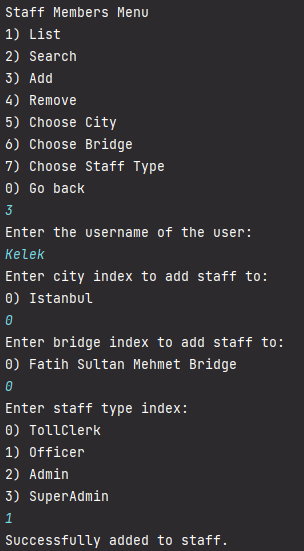 Staff Members Menu
1) List
2) Search
3) Add
4) Remove
5) Choose City
6) Choose Bridge
7) Choose Staff Type
0) Go back
3
Enter the username of the user:
Kelek
Enter city index to add staff to:
0) Istanbul
0
Enter bridge index to add staff to:
0) Fatih Sultan Mehmet Bridge
0
Enter staff type index:
0) TollClerk
1) Officer
2) Admin
3) SuperAdmin
1
Successfully added to staff.